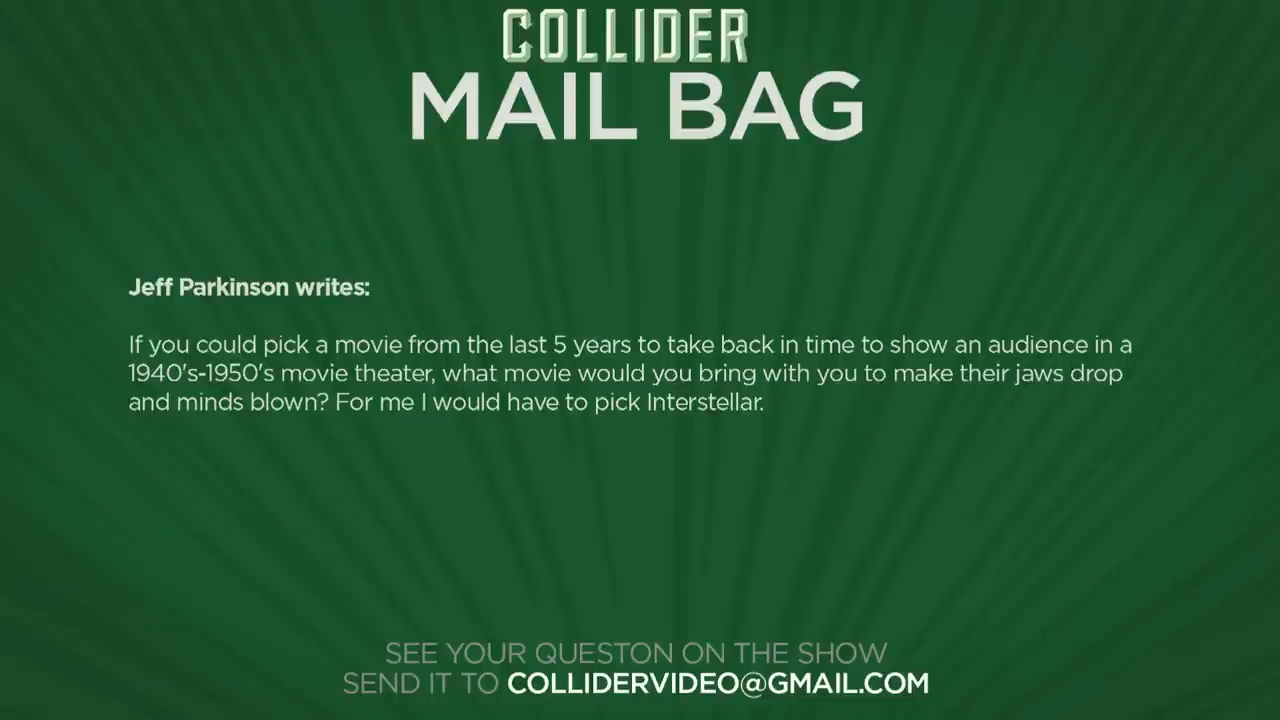 COLLIDER
MAIL BAG
Jeff Parkinson writes:
If you could pick a movie from the last 5 years to take back in time to show an audience in a
1940's-1950's movie theater, what movie would you bring with you to make their jaws drop
and minds blown? For me I would have to pick Interstellar.
SEE YOUR QUESTON ON THE SHOW
SEND IT TO COLLIDERVIDEO@GMAIL.COM